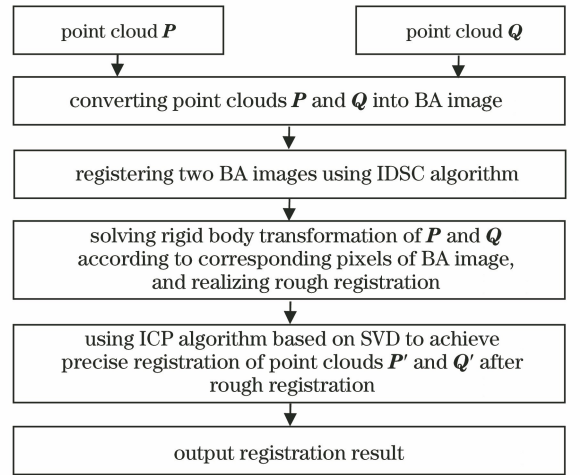 point cloud P
point cloud Q
converting point clouds P and Q into BA image
registering two BA images using IDSC algorithm
solving rigid body transformation of P and Q
according to corresponding pixels of BA image,
and realizing rough registration
using ICP algorithm based on SVD to achieve
precise registration of point clouds P′ and Q′ after
rough registration
output registration result